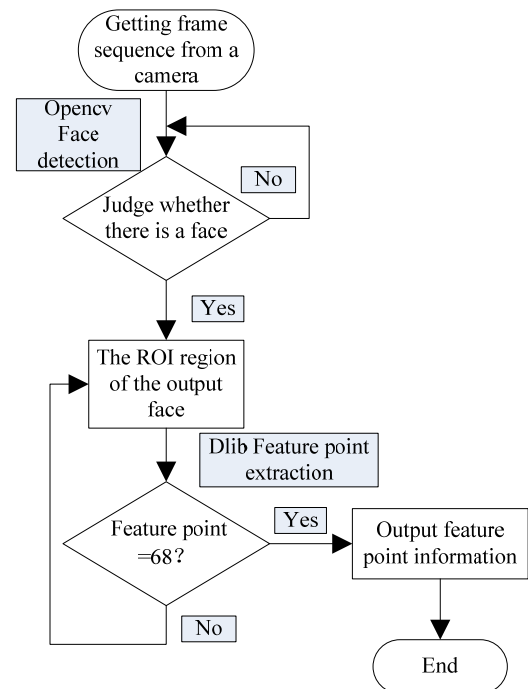 Getting frame
sequence from a
camera
Opencv
Face
detection
No
Judge whether
there is a face
Yes
The ROI region
of the output
face
Dlib Feature point
extraction
Feature point
=68?
Yes
Output feature
point information
No
End